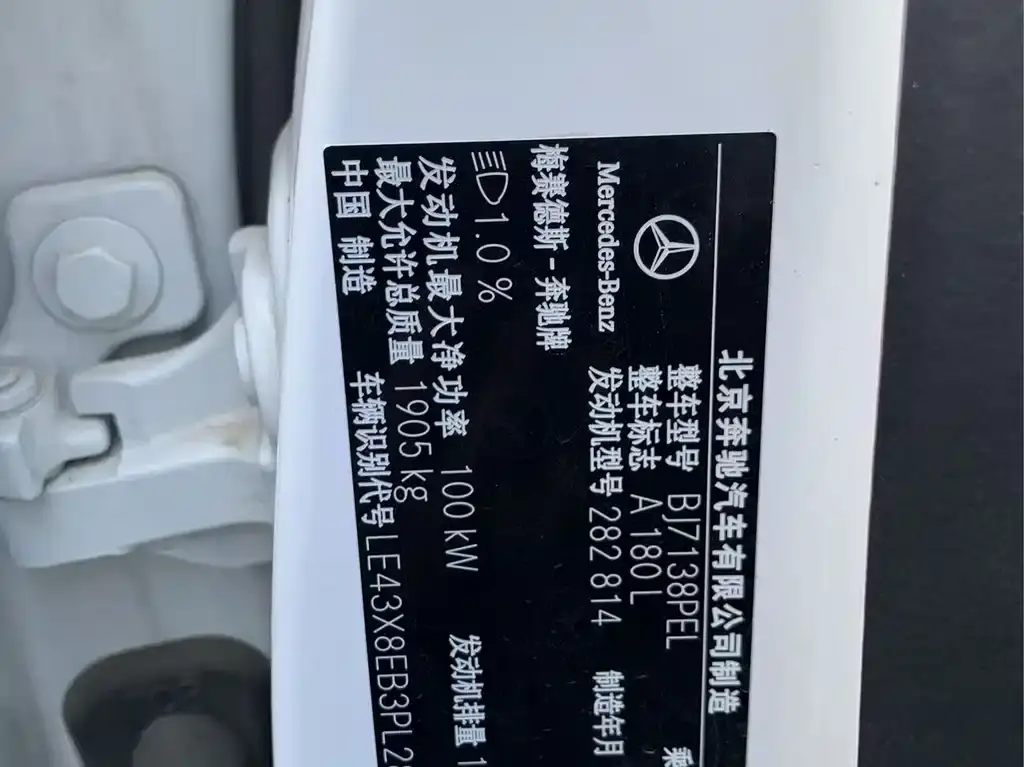 北京奔驰汽车有限公司制造
整车型号 BJ7138PEL 乘
整车标志 A 180 L
Mercedes-Benz 发动机型号 282 814 制造年月
梅赛德斯-奔驰牌
1.0 %
发动机最大净功率 100 kW 发动机排量 1
最大允许总质量 1905 kg
中国 制造 车辆识别代号 LE43X8EB3PL2